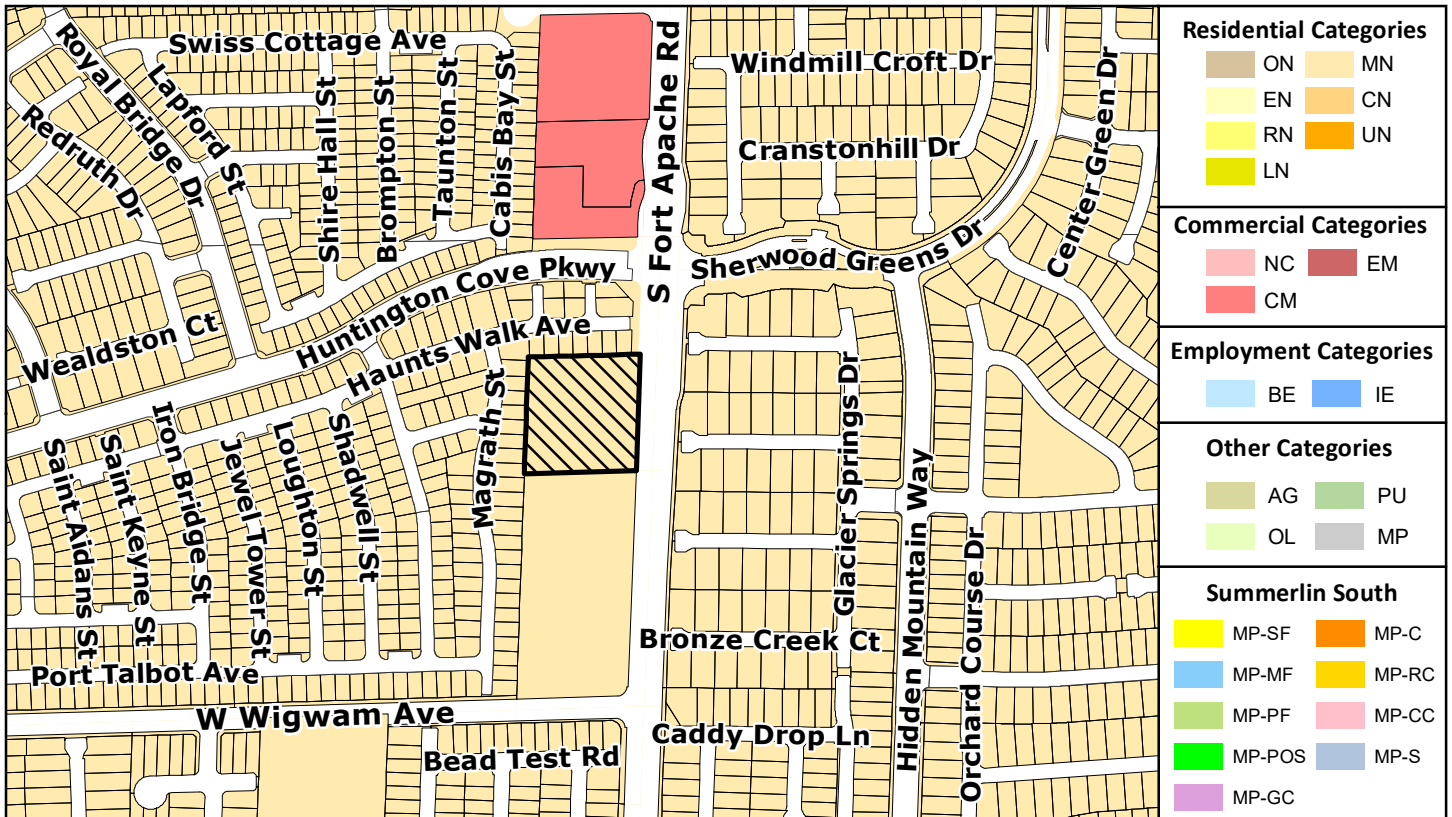 Swiss Cottage Ave
Royal Bridge Dr
Lapford St
Redruth Dr
Shire Hall St
Brompton St
Taunton St
Cabis Bay St
S Fort Apache Rd
Windmill Croft Dr
Cranstonhill Dr
Center Green Dr
Sherwood Greens Dr
Huntington Cove Pkwy
Wealdston Ct
Haunts Walk Ave
Magrath St
Saint Aidans St
Saint Keyne St
Iron Bridge St
Jewel Tower St
Loughton St
Shadwell St
Glacier Springs Dr
Hidden Mountain Way
Orchard Course Dr
Bronze Creek Ct
Port Talbot Ave
W Wigwam Ave
Caddy Drop Ln
Bead Test Rd
Residential Categories
ON MN
EN CN
RN UN
LN
Commercial Categories
NC EM
CM
Employment Categories
BE IE
Other Categories
AG PU
OL MP
Summerlin South
MP-SF MP-C
MP-MF MP-RC
MP-PF MP-CC
MP-POS MP-S
MP-GC